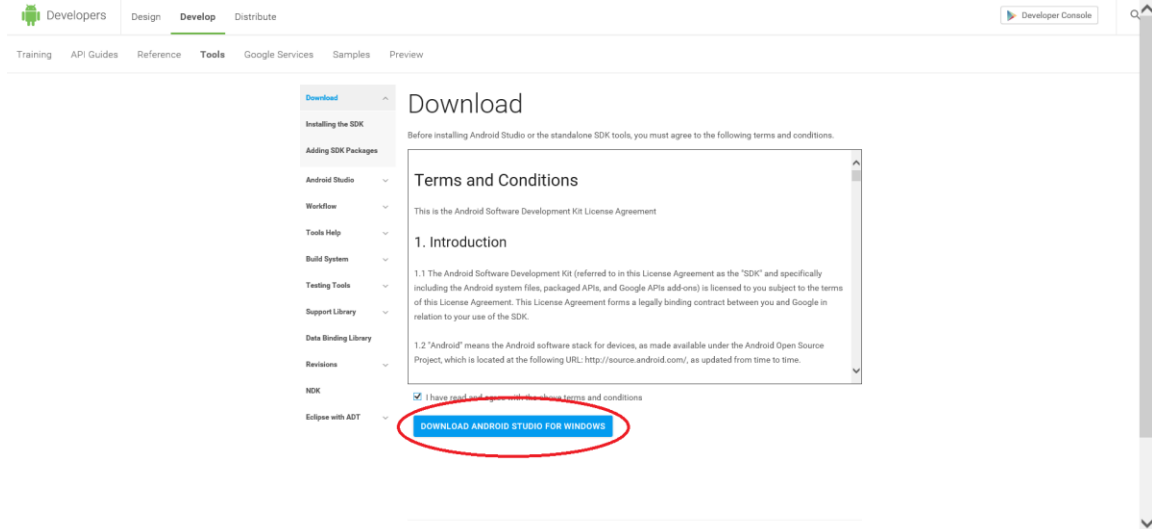 Developers Design Develop Distribute Developer Console
Training API Guides Reference Tools Google Services Samples Preview
Download
Installing the SDK
Adding SDK Packages
Android Studio
Workflow
Tools Help
Build System
Testing Tools
Support Library
Data Binding Library
Revisions
NDK
Eclipse with ADT
Download
Before installing Android Studio or the standalone SDK tools, you must agree to the following terms and conditions.
Terms and Conditions
This is the Android Software Development Kit License Agreement
1. Introduction
1.1 The Android Software Development Kit (referred to in this License Agreement as the "SDK" and specifically
including the Android system files, packaged APIs, and Google APIs add-ons) is licensed to you subject to the terms
of this License Agreement. This License Agreement forms a legally binding contract between you and Google in
relation to your use of the SDK.
1.2 "Android" means the Android software stack for devices, as made available under the Android Open Source
Project, which is located at the following URL: http://source.android.com/, as updated from time to time.
I have read and agree with the above terms and conditions
DOWNLOAD ANDROID STUDIO FOR WINDOWS